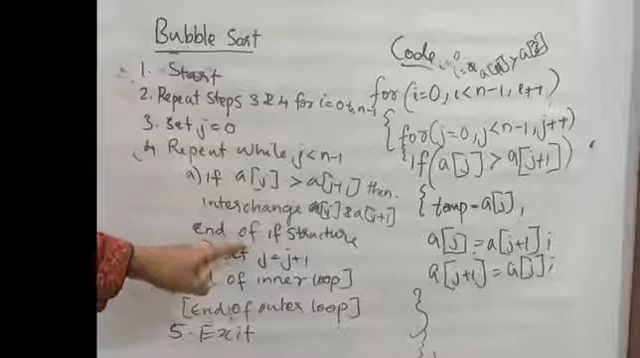 Bubble Sort
1. Start
2. Repeat Steps 3 & 4 for i=0 to n-1
3. Set j=0
4 Repeat while j<n-1
a) if a[j] > a[j+1] then
interchange a[j] & a[j+1]
end of if structure
j=j+1
of inner loop]
[End of outer loop]
5. Exit
Code
for(i=0, i<n-1, i++)
{ for(j=0, j<n-1, j++)
{ if(a[j] > a[j+1])
{ temp=a[j],
a[j]=a[j+1];
a[j+1]=a[j];
}
}